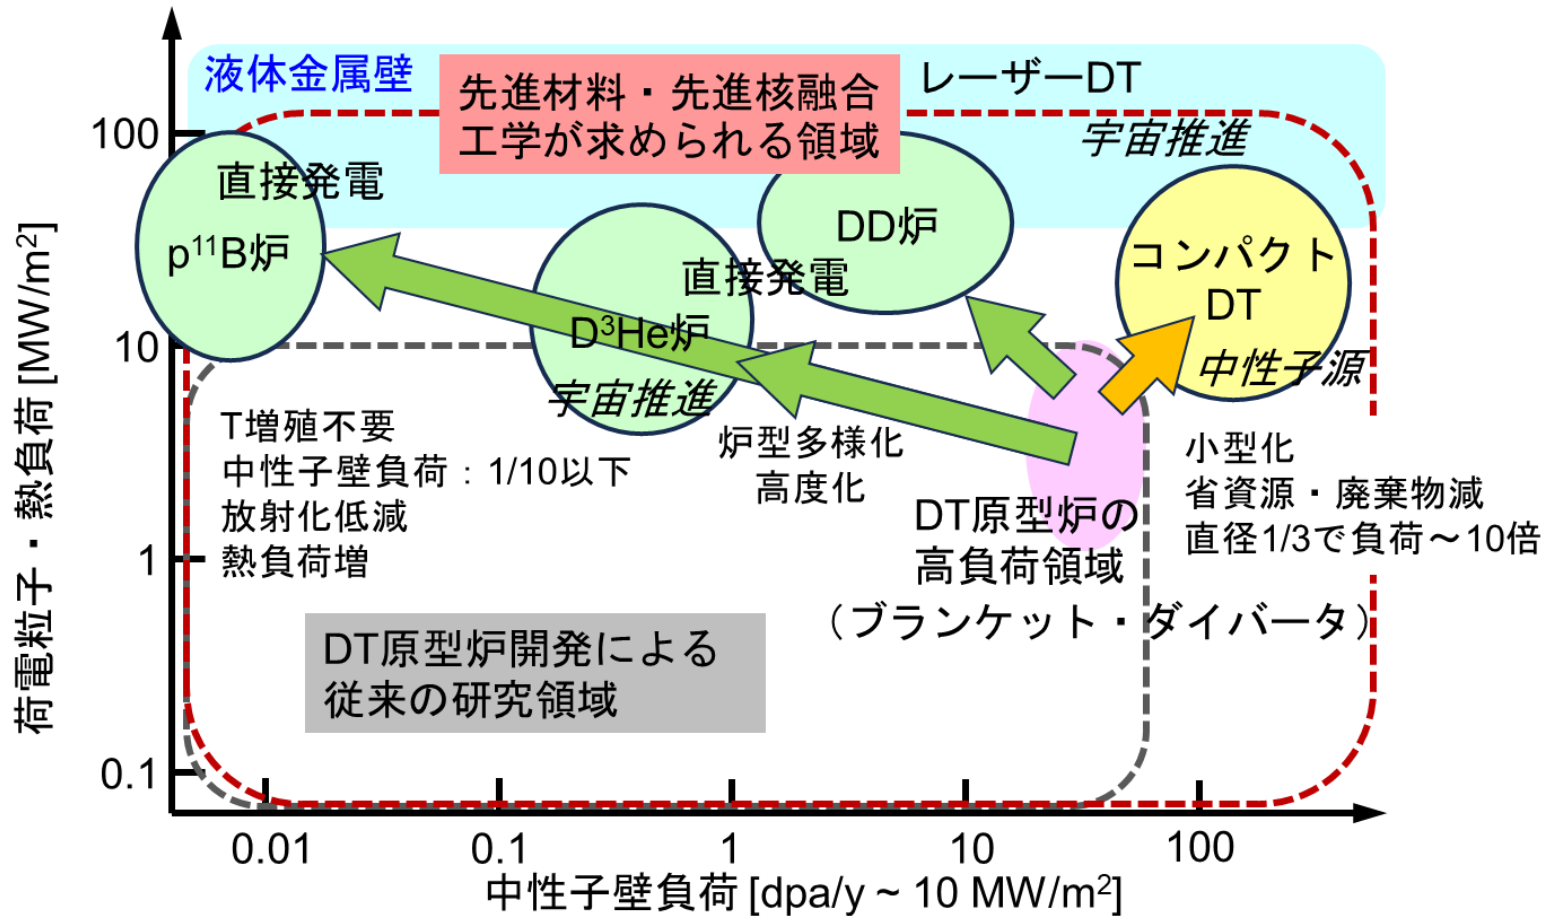 液体金属壁
先進材料・先進核融合
工学が求められる領域
レーザーDT
宇宙推進
直接発電
p¹¹B炉
直接発電
D³He炉
宇宙推進
DD炉
コンパクト
DT
中性子源
T増殖不要
中性子壁負荷：1/10以下
放射化低減
熱負荷増
炉型多様化
高度化
小型化
省資源・廃棄物減
直径1/3で負荷～10倍
DT原型炉の
高負荷領域
（ブランケット・ダイバータ）
DT原型炉開発による
従来の研究領域
荷電粒子・熱負荷 [MW/m²]
100
10
1
0.1
0.01
0.1
1
10
100
中性子壁負荷 [dpa/y ~ 10 MW/m²]